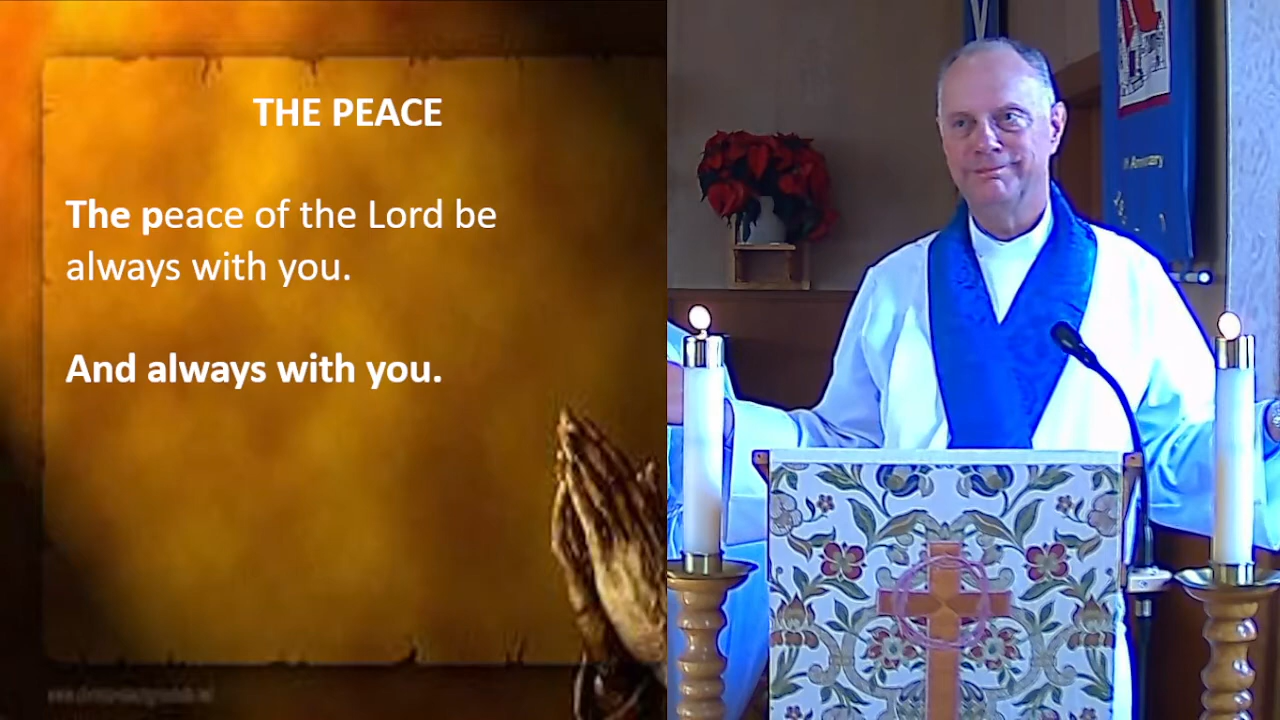 THE PEACE
The peace of the Lord be
always with you.
And always with you.